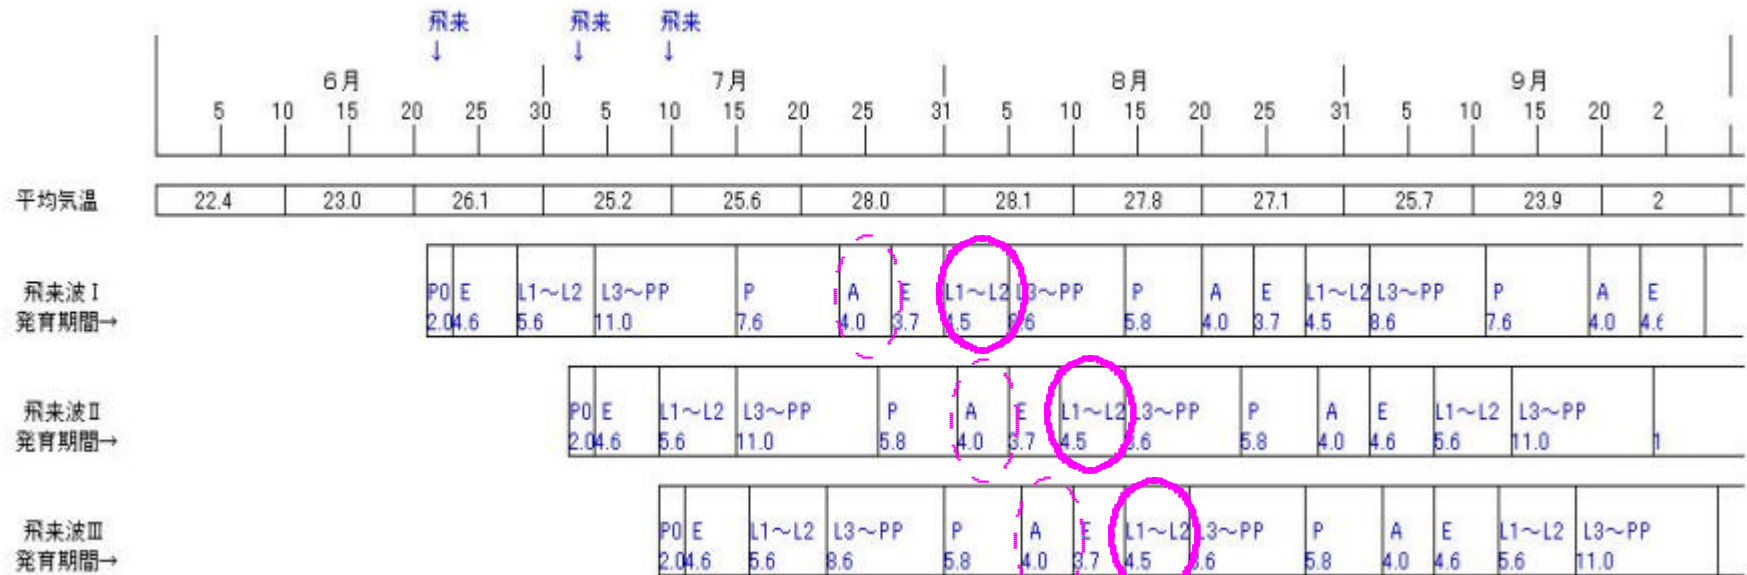 飛来 飛来 飛来
↓ ↓ ↓
6月 7月 8月 9月
5 10 15 20 25 30 5 10 15 20 25 31 5 10 15 20 25 31 5 10 15 20 2
平均気温 22.4 23.0 26.1 25.2 25.6 28.0 28.1 27.8 27.1 25.7 23.9 2
飛来波Ⅰ P0 E L1～L2 L3～PP P A E L1～L2 L3～PP P A E L1～L2 L3～PP P A E
発育期間→ 2.0 4.6 5.6 11.0 7.6 4.0 3.7 4.5 8.6 5.8 4.0 3.7 4.5 8.6 7.6 4.0 4.6
飛来波Ⅱ P0 E L1～L2 L3～PP P A E L1～L2 L3～PP P A E L1～L2 L3～PP
発育期間→ 2.0 4.6 5.6 11.0 5.8 4.0 3.7 4.5 8.6 5.8 4.0 4.6 5.6 11.0 1
飛来波Ⅲ P0 E L1～L2 L3～PP P A E L1～L2 L3～PP P A E L1～L2 L3～PP
発育期間→ 2.0 4.6 5.6 8.6 5.8 4.0 3.7 4.5 8.6 5.8 4.0 4.6 5.6 11.0